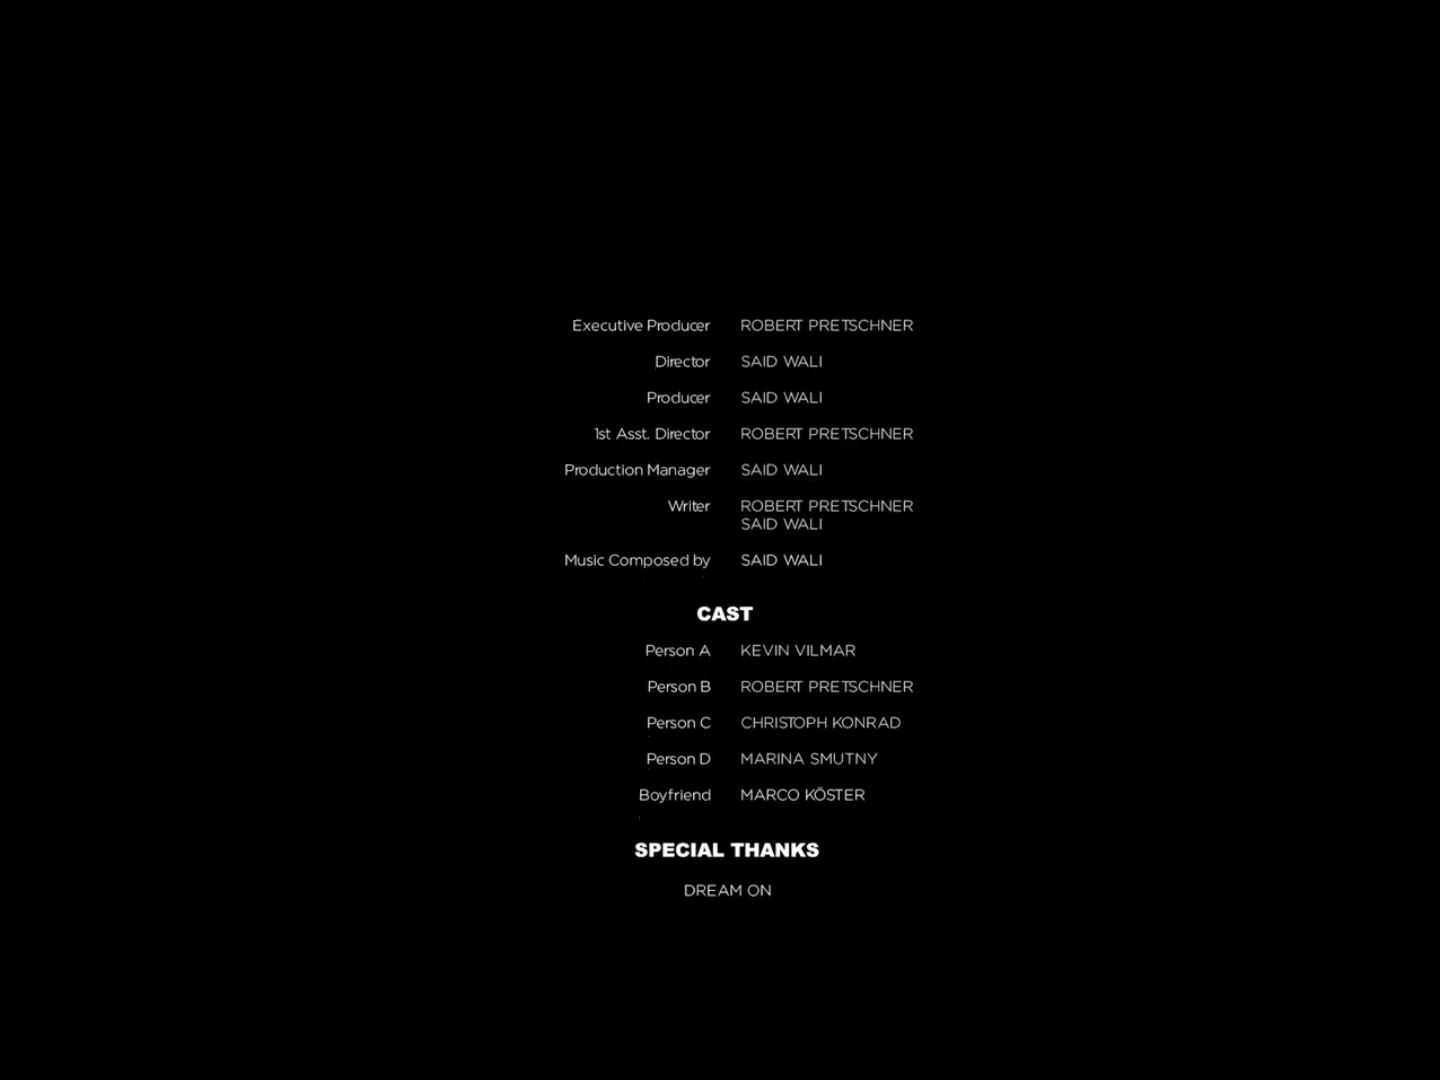 Executive Producer ROBERT PRETSCHNER
Director SAID WALI
Producer SAID WALI
1st Asst. Director ROBERT PRETSCHNER
Production Manager SAID WALI
Writer ROBERT PRETSCHNER
SAID WALI
Music Composed by SAID WALI
CAST
Person A KEVIN VILMAR
Person B ROBERT PRETSCHNER
Person C CHRISTOPH KONRAD
Person D MARINA SMUTNY
Boyfriend MARCO KÖSTER
SPECIAL THANKS
DREAM ON